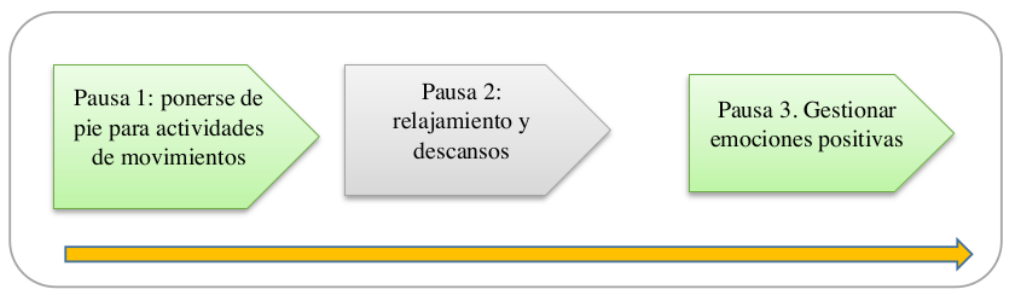 Pausa 1: ponerse de
pie para actividades
de movimientos
Pausa 2:
relajamiento y
descansos
Pausa 3. Gestionar
emociones positivas